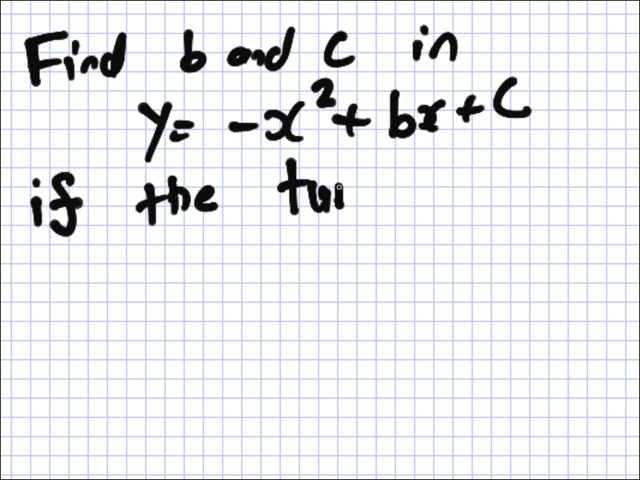 Find b and c in
y= -x² + bx + c
if the